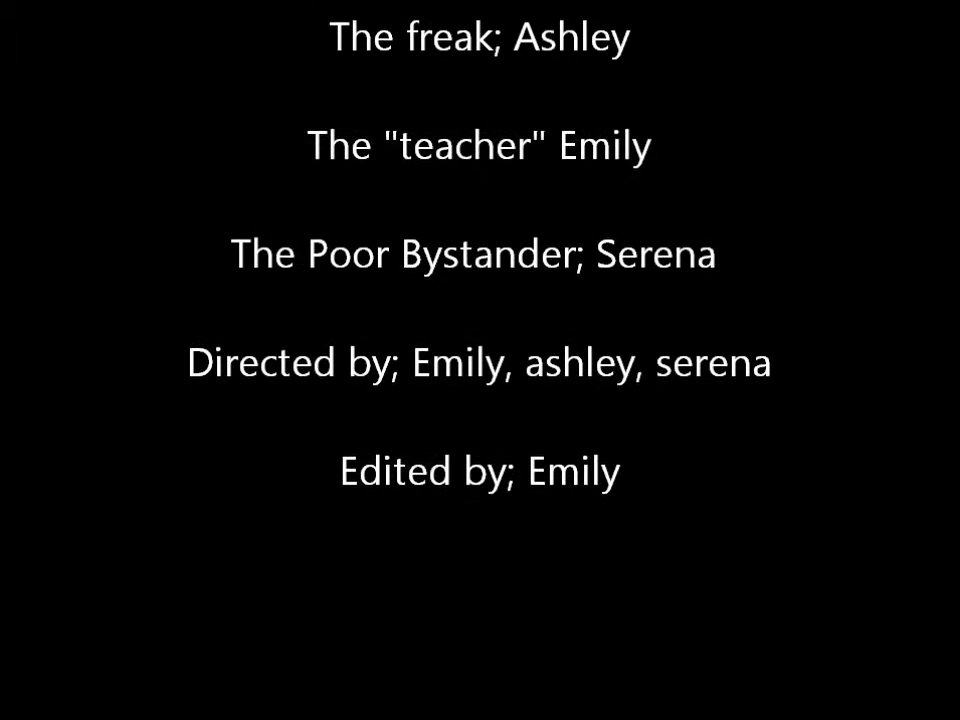 The freak; Ashley
The "teacher" Emily
The Poor Bystander; Serena
Directed by; Emily, ashley, serena
Edited by; Emily